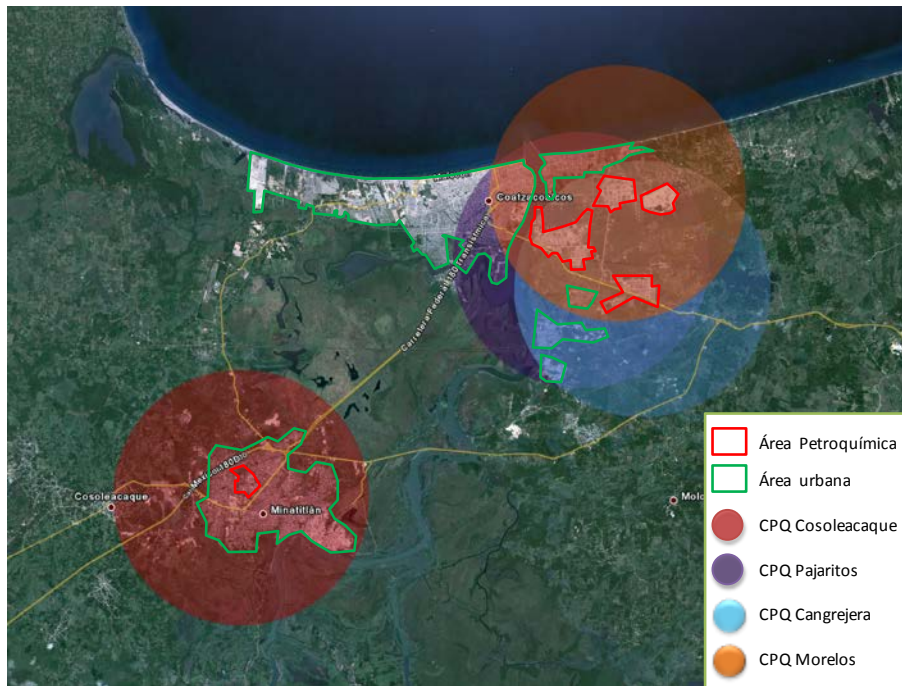 Coatzacoalcos
Carretera Federal 180 Transístmica
Cosoleacaque
Minatitlán
Área Petroquímica
Área urbana
CPQ Cosoleacaque
CPQ Pajaritos
CPQ Cangrejera
CPQ Morelos